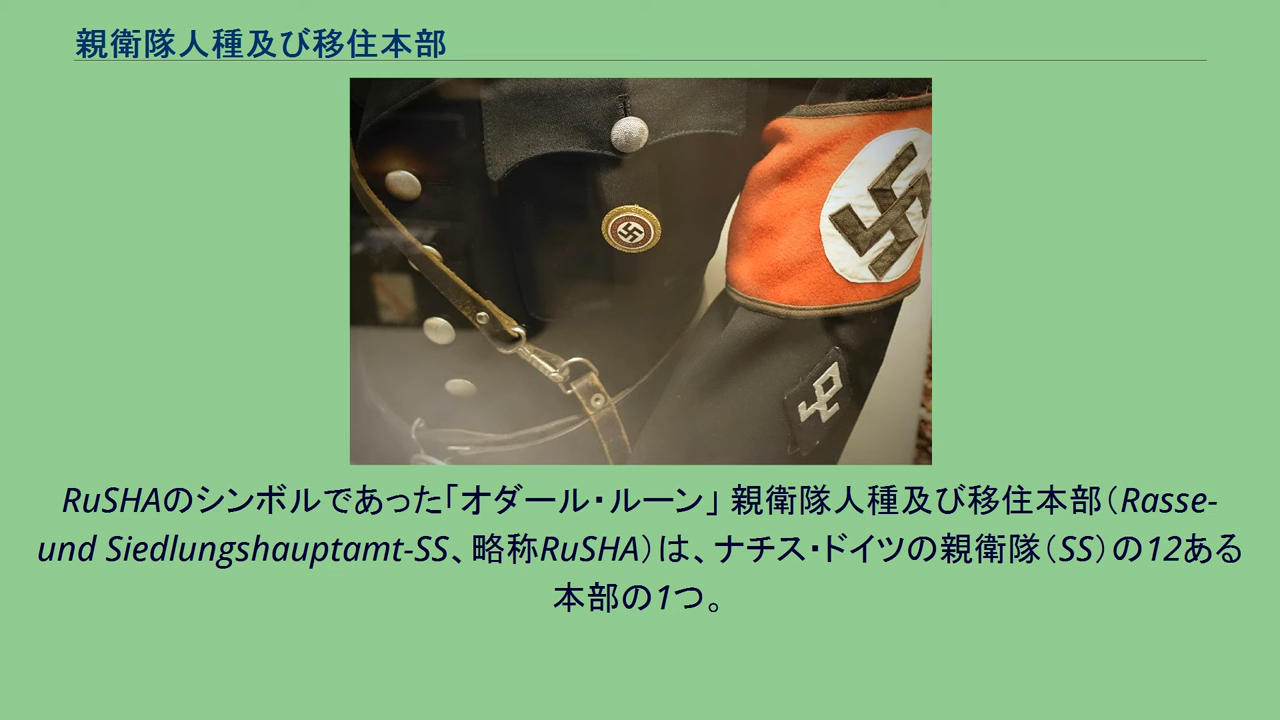 親衛隊人種及び移住本部
RuSHAのシンボルであった「オダール・ルーン」 親衛隊人種及び移住本部（Rasse-
und Siedlungshauptamt-SS、略称RuSHA）は、ナチス・ドイツの親衛隊（SS）の12ある
本部の1つ。